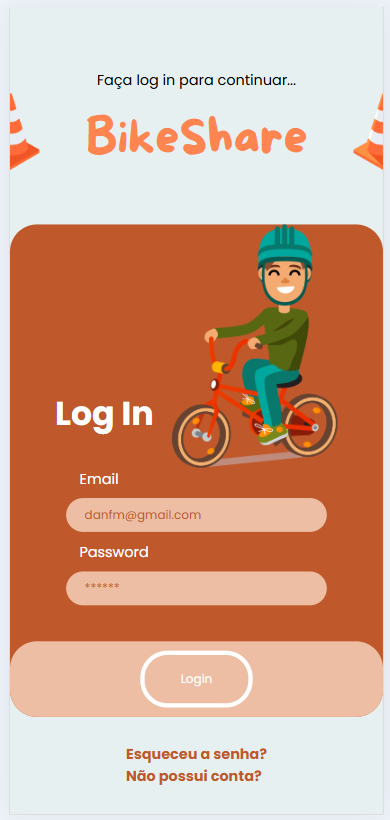 Faça log in para continuar...
BikeShare
Log In
Email
danfm@gmail.com
Password
******
Login
Esqueceu a senha?
Não possui conta?